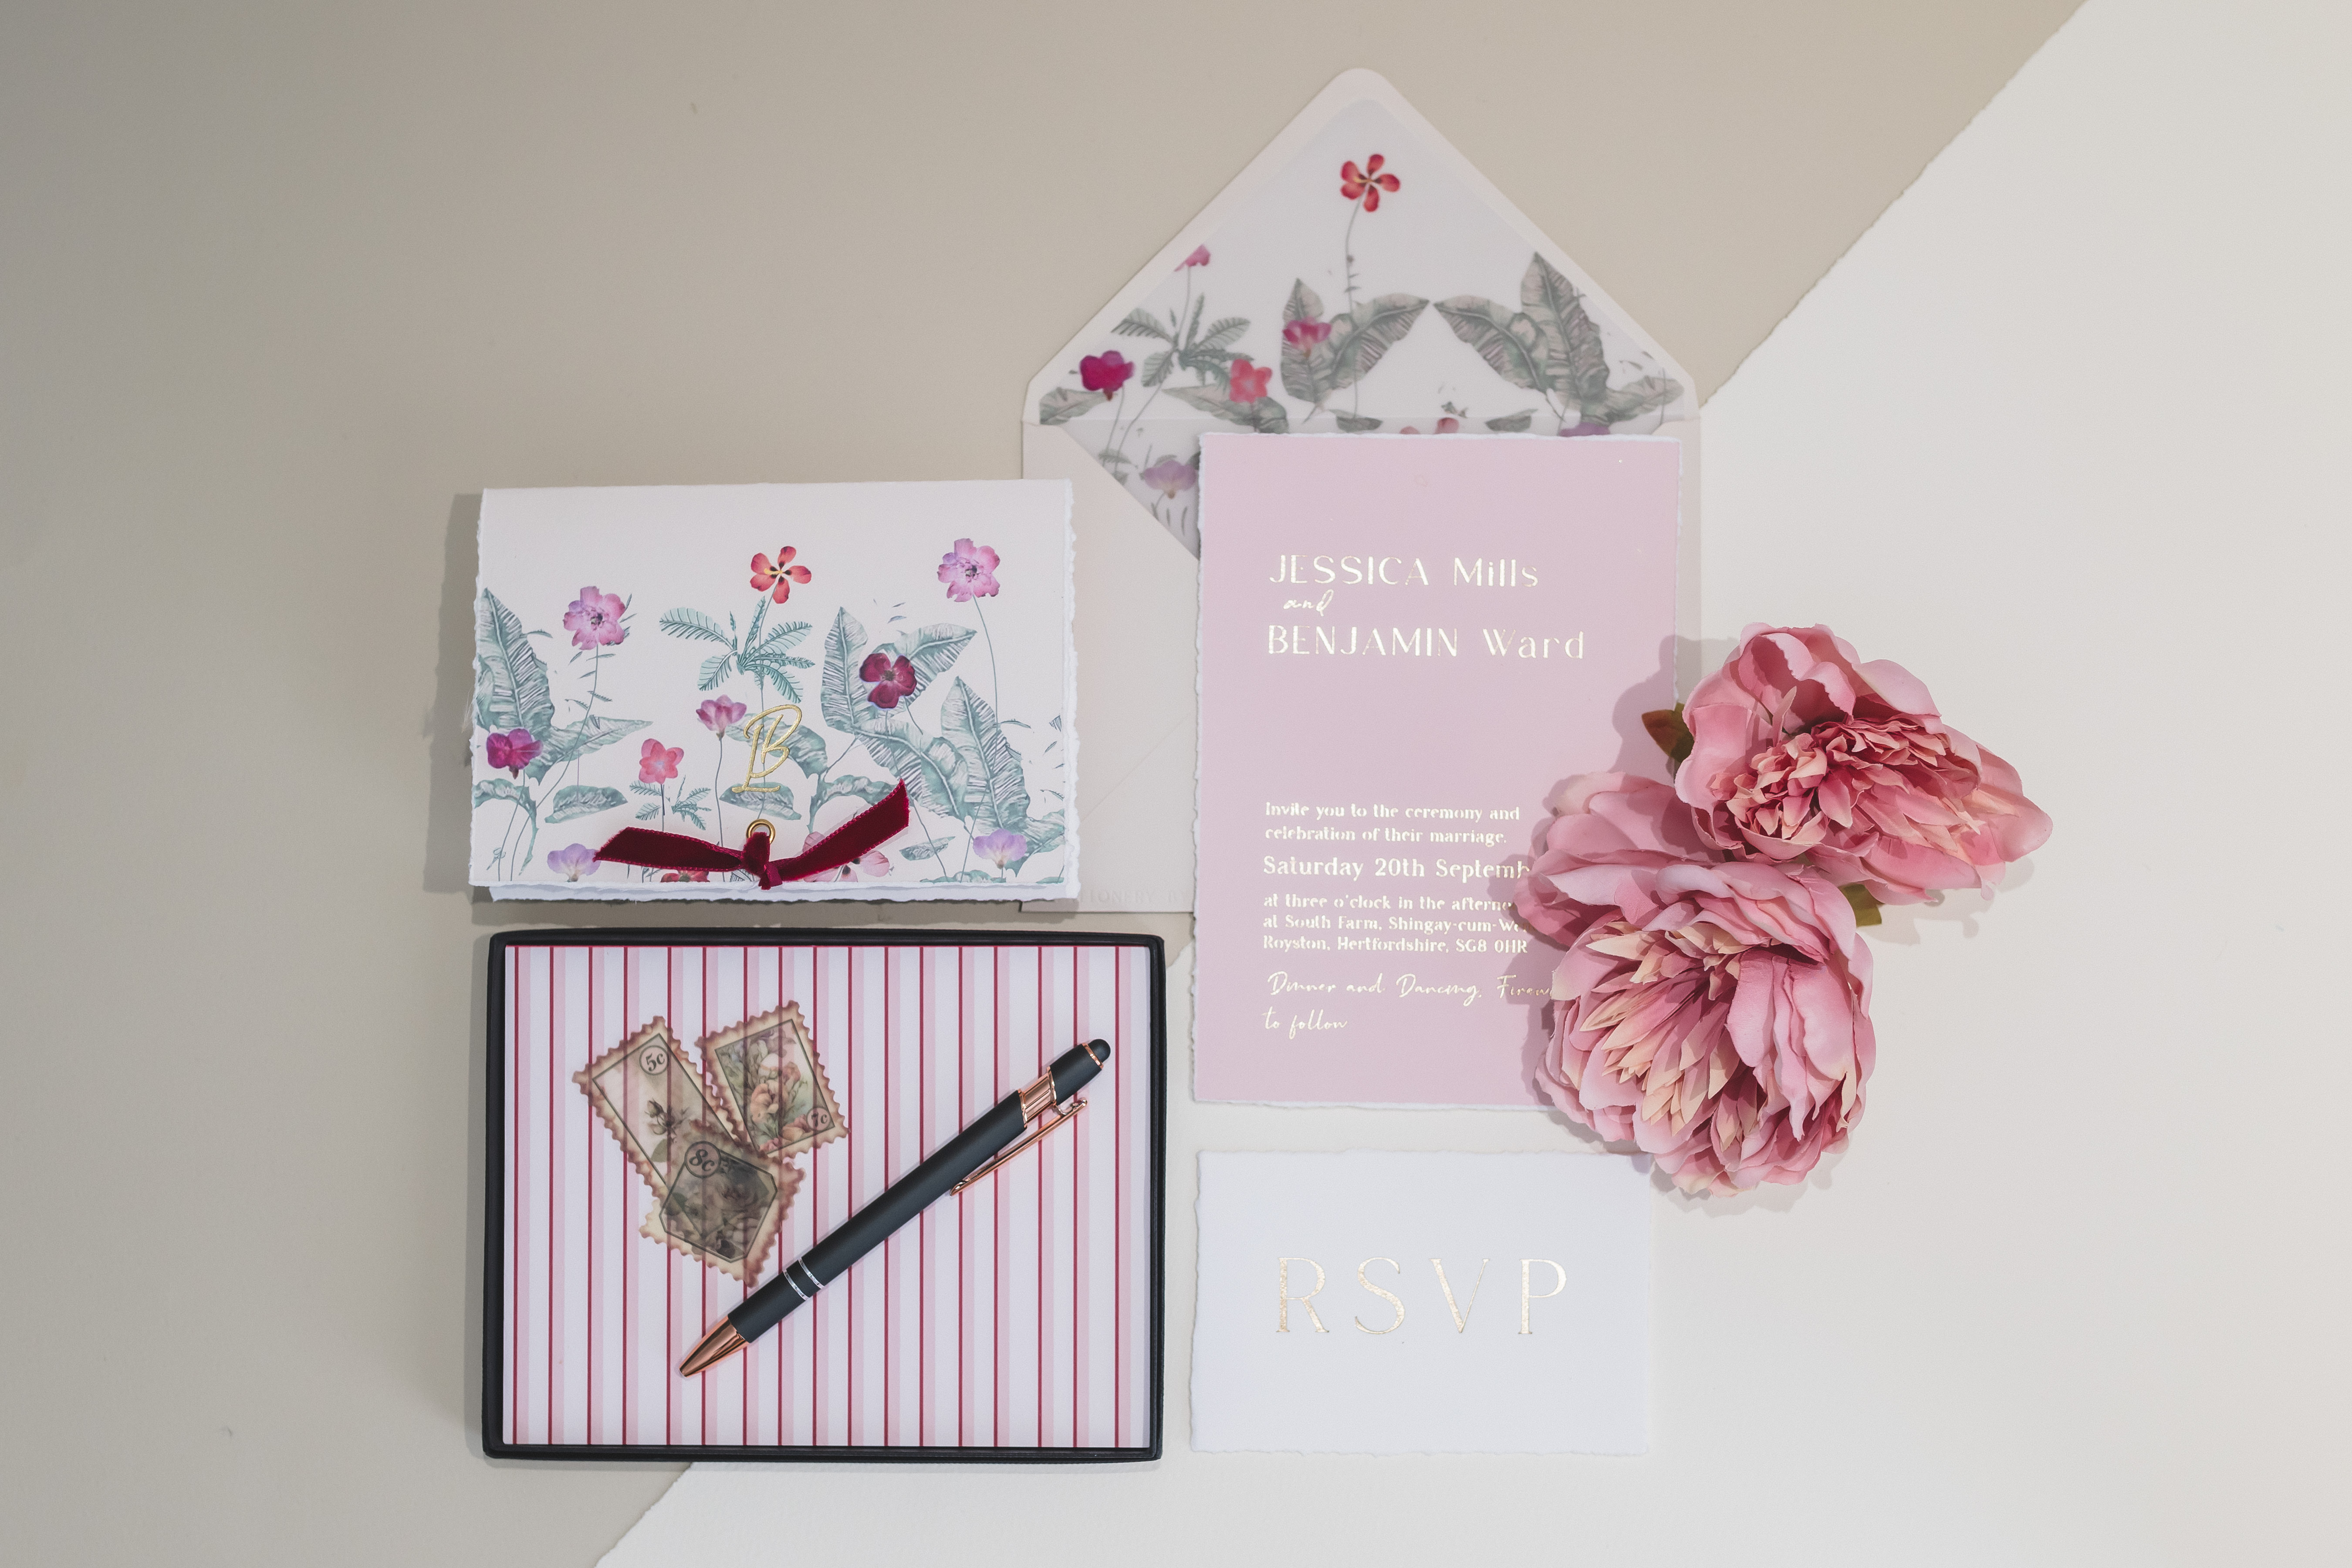 JESSICA Mills
and
BENJAMIN Ward
Invite you to the ceremony and
celebration of their marriage.
Saturday 20th Septemb
at three o'clock in the afterno
at South Farm, Shingay-cum-We
Royston, Hertfordshire, SG8 0HR
Dinner and Dancing,
to follow
5c
7c
8c
RSVP